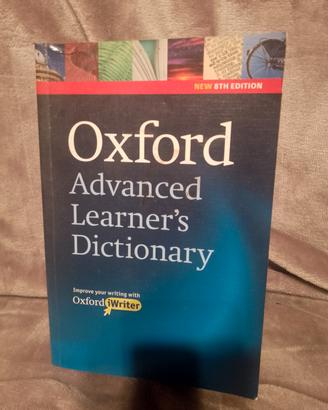 NEW 8TH EDITION
Oxford
Advanced
Learner's
Dictionary
Improve your writing with
Oxford iWriter